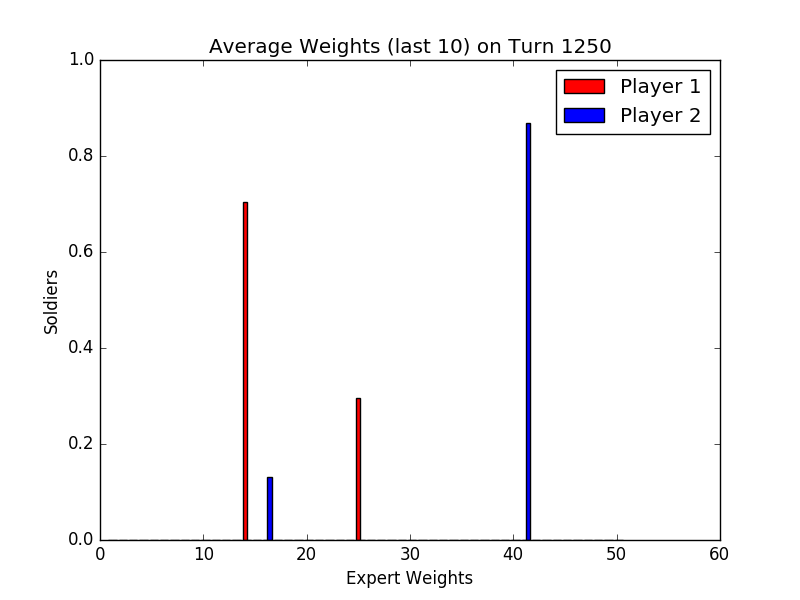 Average Weights (last 10) on Turn 1250
1.0
0.8
0.6
0.4
0.2
0.0
Soldiers
Player 1
Player 2
0 10 20 30 40 50 60
Expert Weights